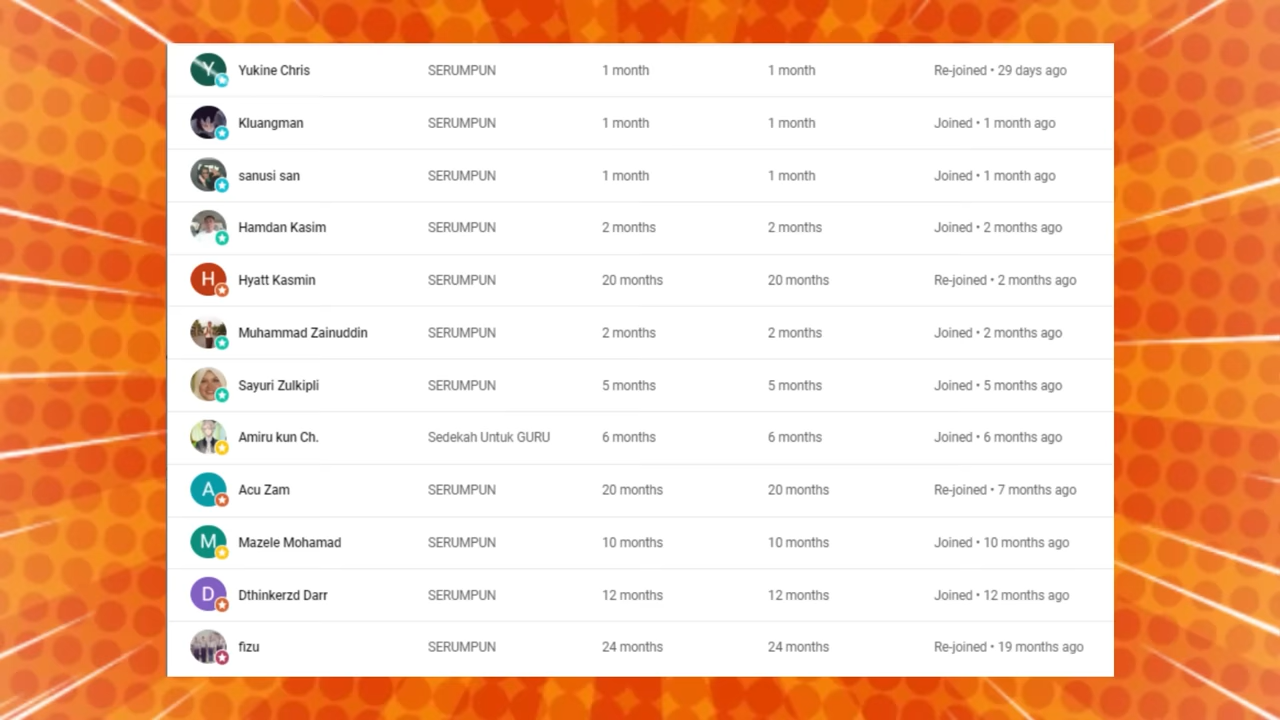 Y Yukine Chris SERUMPUN 1 month 1 month Re-joined • 29 days ago
Kluangman SERUMPUN 1 month 1 month Joined • 1 month ago
sanusi san SERUMPUN 1 month 1 month Joined • 1 month ago
Hamdan Kasim SERUMPUN 2 months 2 months Joined • 2 months ago
H Hyatt Kasmin SERUMPUN 20 months 20 months Re-joined • 2 months ago
Muhammad Zainuddin SERUMPUN 2 months 2 months Joined • 2 months ago
Sayuri Zulkipli SERUMPUN 5 months 5 months Joined • 5 months ago
Amiru kun Ch. Sedekah Untuk GURU 6 months 6 months Joined • 6 months ago
A Acu Zam SERUMPUN 20 months 20 months Re-joined • 7 months ago
M Mazele Mohamad SERUMPUN 10 months 10 months Joined • 10 months ago
D Dthinkerzd Darr SERUMPUN 12 months 12 months Joined • 12 months ago
fizu SERUMPUN 24 months 24 months Re-joined • 19 months ago